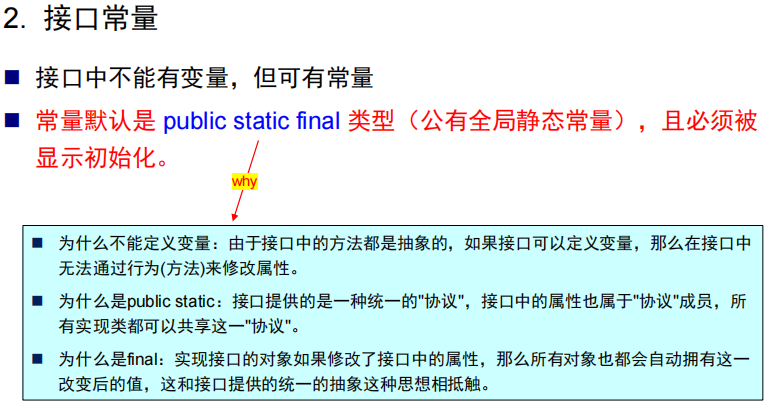 2. 接口常量
接口中不能有变量，但可有常量
常量默认是 public static final 类型（公有全局静态常量），且必须被
显示初始化。
why
为什么不能定义变量：由于接口中的方法都是抽象的，如果接口可以定义变量，那么在接口中
无法通过行为(方法)来修改属性。
为什么是public static：接口提供的是一种统一的"协议"，接口中的属性也属于"协议"成员，所
有实现类都可以共享这一"协议"。
为什么是final：实现接口的对象如果修改了接口中的属性，那么所有对象也都会自动拥有这一
改变后的值，这和接口提供的统一的抽象这种思想相抵触。